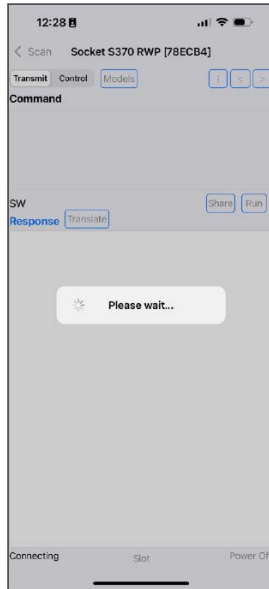 12:28
Scan Socket S370 RWP [78ECB4]
Transmit Control Models
Command
SW Share Run
Response Translate
Please wait...
Connecting Slot Power Of